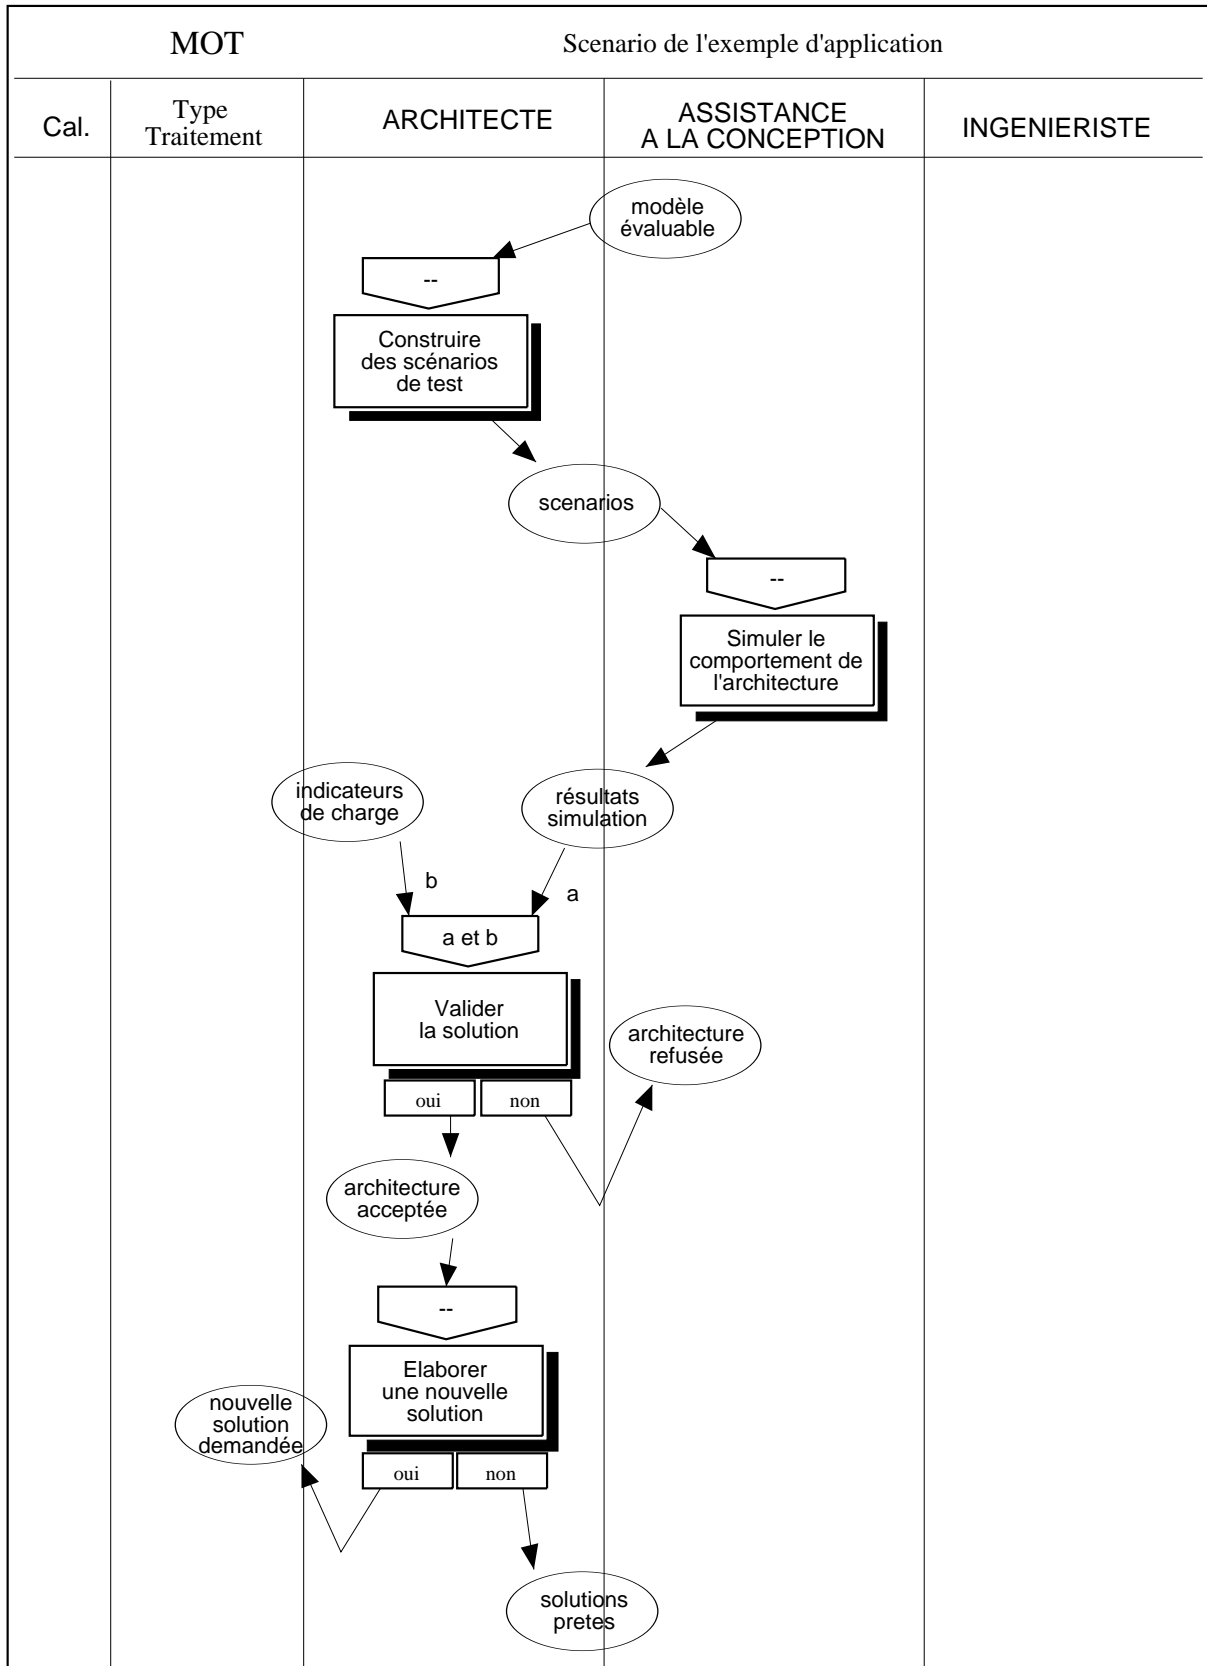 MOT
Scenario de l'exemple d'application
Cal.
Type
Traitement
ARCHITECTE
ASSISTANCE
A LA CONCEPTION
INGENIERISTE
modèle
évaluable
--
Construire
des scénarios
de test
scenarios
--
Simuler le
comportement de
l'architecture
indicateurs
de charge
résultats
simulation
b
a
a et b
Valider
la solution
architecture
refusée
oui
non
architecture
acceptée
--
Elaborer
une nouvelle
solution
nouvelle
solution
demandée
oui
non
solutions
pretes